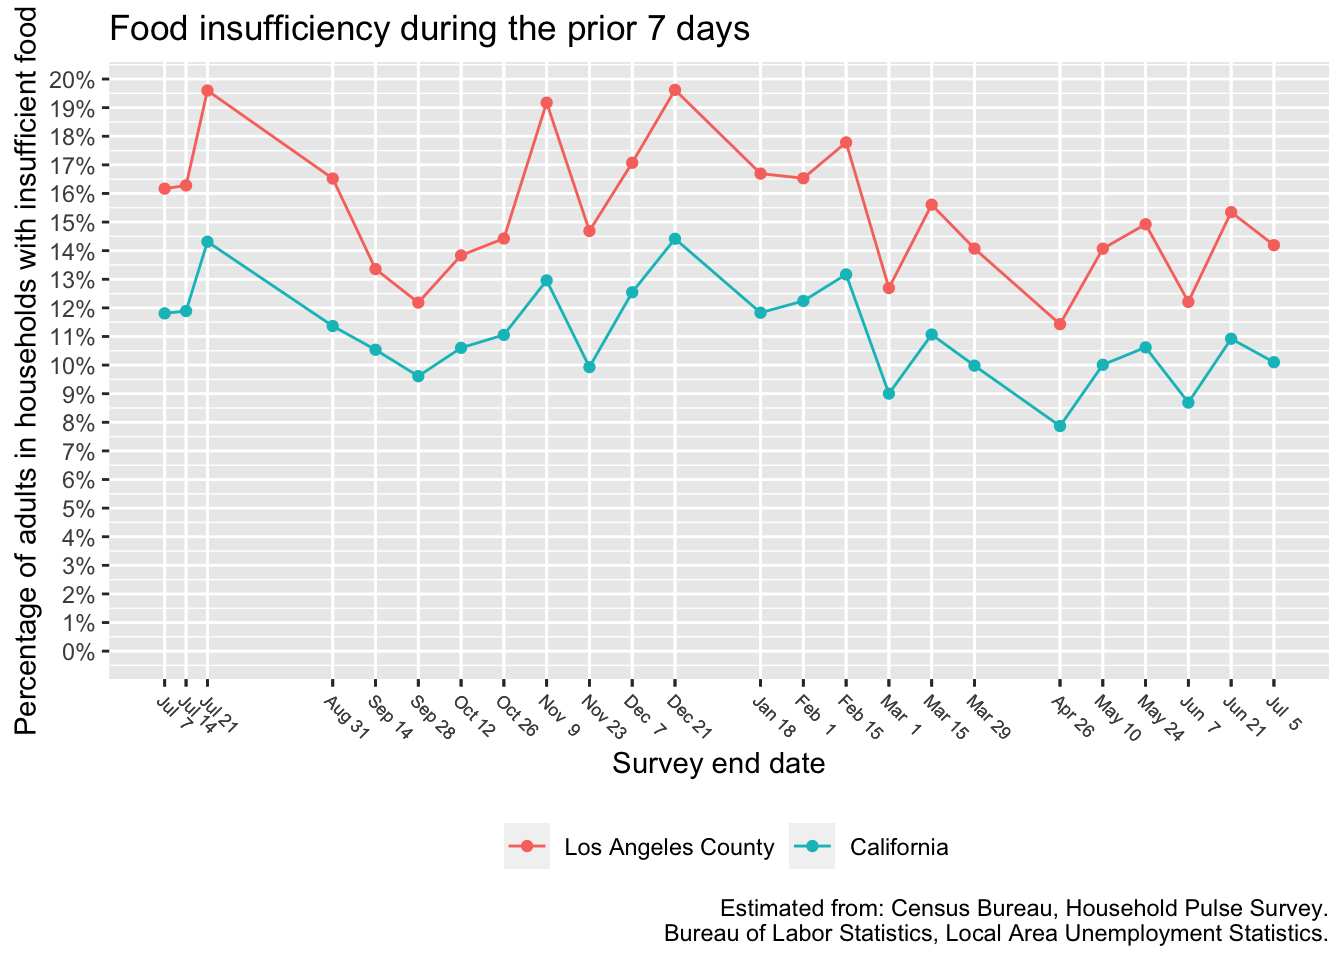 Food insufficiency during the prior 7 days
Percentage of adults in households with insufficient food
20%
19%
18%
17%
16%
15%
14%
13%
12%
11%
10%
9%
8%
7%
6%
5%
4%
3%
2%
1%
0%
Jul 7
Jul 14
Jul 21
Aug 31
Sep 14
Sep 28
Oct 12
Oct 26
Nov 9
Nov 23
Dec 7
Dec 21
Jan 18
Feb 1
Feb 15
Mar 1
Mar 15
Mar 29
Apr 26
May 10
May 24
Jun 7
Jun 21
Jul 5
Survey end date
Los Angeles County
California
Estimated from: Census Bureau, Household Pulse Survey.
Bureau of Labor Statistics, Local Area Unemployment Statistics.